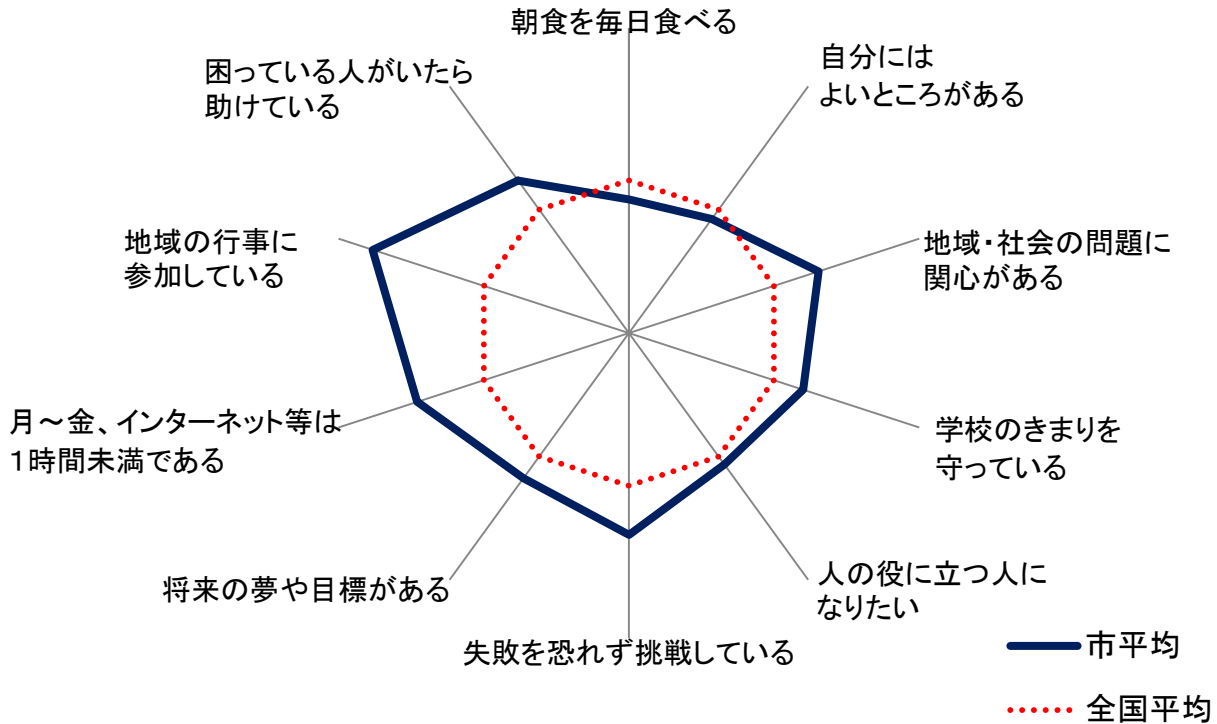 朝食を毎日食べる
自分には
よいところがある
地域・社会の問題に
関心がある
学校のきまりを
守っている
人の役に立つ人に
なりたい
失敗を恐れず挑戦している
将来の夢や目標がある
月～金、インターネット等は
1時間未満である
地域の行事に
参加している
困っている人がいたら
助けている
市平均
全国平均